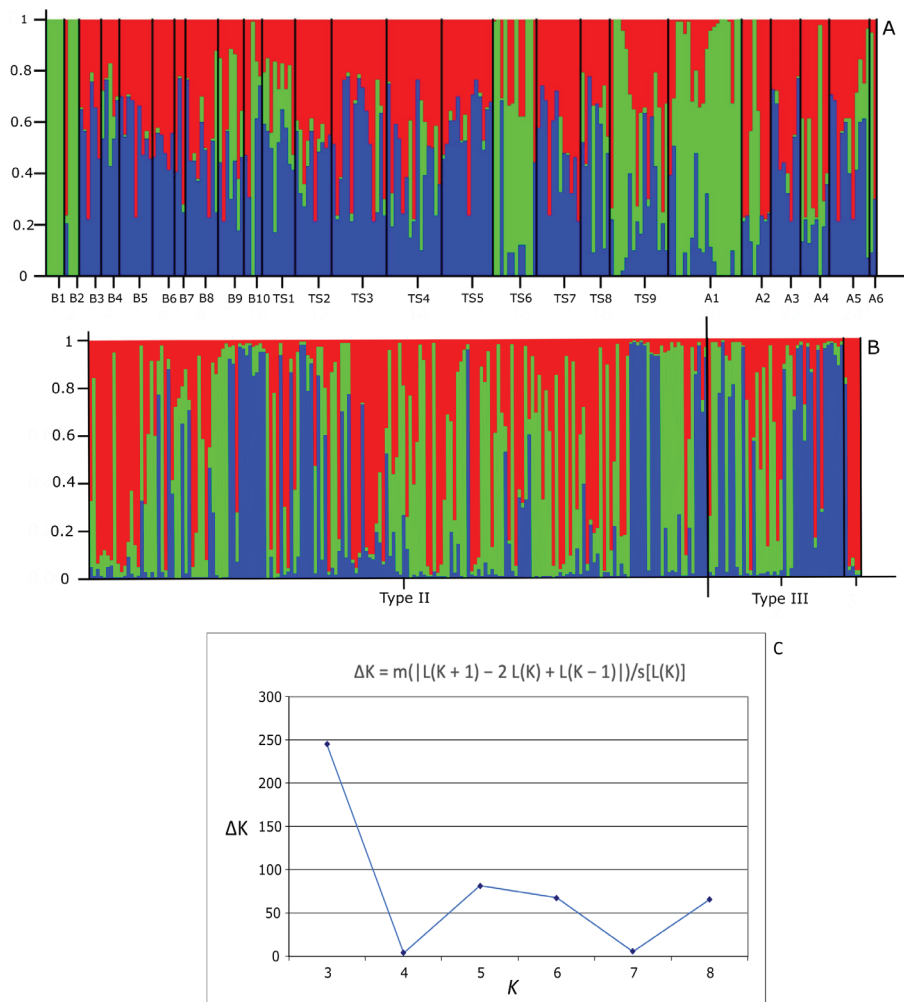 A
1
0.8
0.6
0.4
0.2
0
B1 B2 B3 B4 B5 B6 B7 B8 B9 B10 TS1 TS2 TS3 TS4 TS5 TS6 TS7 TS8 TS9 A1 A2 A3 A4 A5 A6
B
1
0.8
0.6
0.4
0.2
0
Type II Type III
C
ΔK = m(|L(K + 1) − 2 L(K) + L(K − 1)|)/s[L(K)]
300
250
200
150
100
50
0
ΔK
3 4 5 6 7 8
K